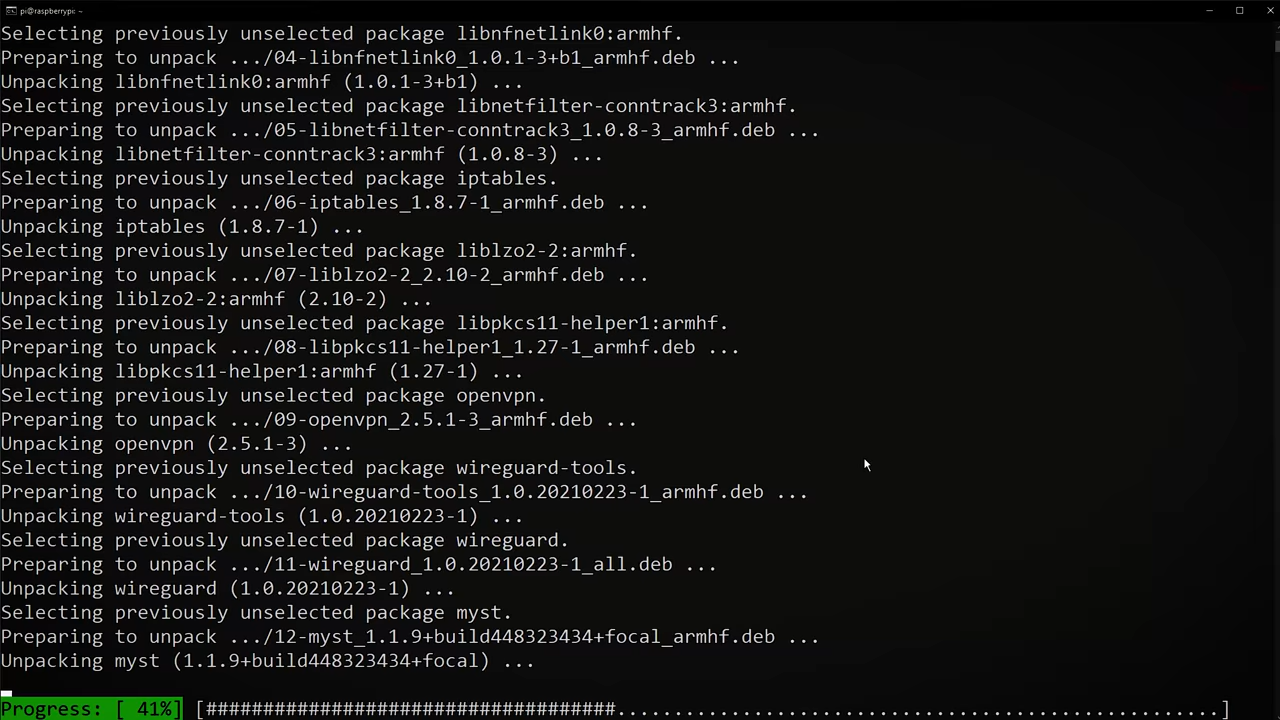 pi@raspberrypi: ~
Selecting previously unselected package libnfnetlink0:armhf.
Preparing to unpack .../04-libnfnetlink0_1.0.1-3+b1_armhf.deb ...
Unpacking libnfnetlink0:armhf (1.0.1-3+b1) ...
Selecting previously unselected package libnetfilter-conntrack3:armhf.
Preparing to unpack .../05-libnetfilter-conntrack3_1.0.8-3_armhf.deb ...
Unpacking libnetfilter-conntrack3:armhf (1.0.8-3) ...
Selecting previously unselected package iptables.
Preparing to unpack .../06-iptables_1.8.7-1_armhf.deb ...
Unpacking iptables (1.8.7-1) ...
Selecting previously unselected package liblzo2-2:armhf.
Preparing to unpack .../07-liblzo2-2_2.10-2_armhf.deb ...
Unpacking liblzo2-2:armhf (2.10-2) ...
Selecting previously unselected package libpkcs11-helper1:armhf.
Preparing to unpack .../08-libpkcs11-helper1_1.27-1_armhf.deb ...
Unpacking libpkcs11-helper1:armhf (1.27-1) ...
Selecting previously unselected package openvpn.
Preparing to unpack .../09-openvpn_2.5.1-3_armhf.deb ...
Unpacking openvpn (2.5.1-3) ...
Selecting previously unselected package wireguard-tools.
Preparing to unpack .../10-wireguard-tools_1.0.20210223-1_armhf.deb ...
Unpacking wireguard-tools (1.0.20210223-1) ...
Selecting previously unselected package wireguard.
Preparing to unpack .../11-wireguard_1.0.20210223-1_all.deb ...
Unpacking wireguard (1.0.20210223-1) ...
Selecting previously unselected package myst.
Preparing to unpack .../12-myst_1.1.9+build448323434+focal_armhf.deb ...
Unpacking myst (1.1.9+build448323434+focal) ...
Progress: [ 41%] [####################################.....................................................]